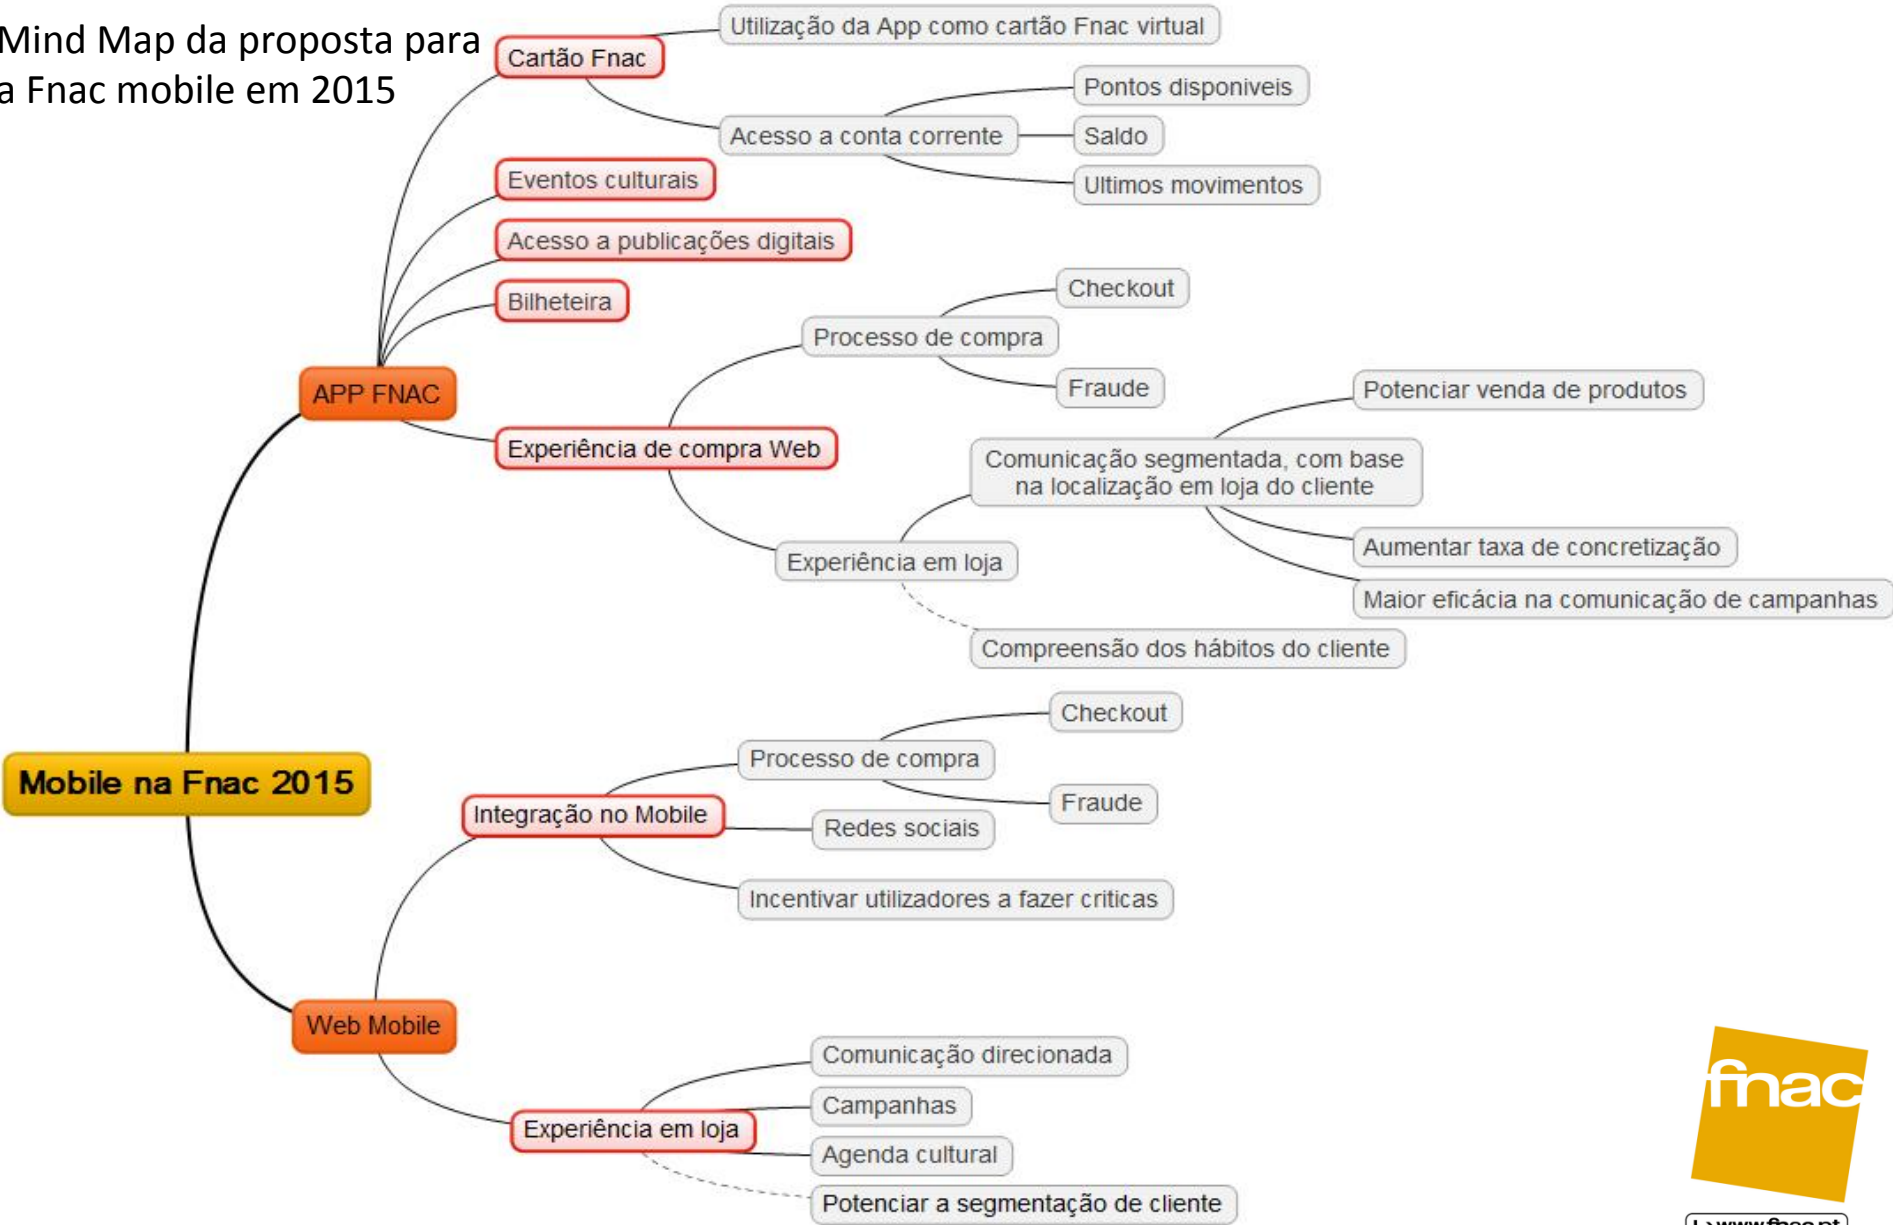 Mind Map da proposta para
a Fnac mobile em 2015
Utilização da App como cartão Fnac virtual
Cartão Fnac
Pontos disponiveis
Acesso a conta corrente
Saldo
Ultimos movimentos
Eventos culturais
Acesso a publicações digitais
Bilheteira
Checkout
Processo de compra
Fraude
APP FNAC
Potenciar venda de produtos
Experiência de compra Web
Comunicação segmentada, com base
na localização em loja do cliente
Aumentar taxa de concretização
Experiência em loja
Maior eficácia na comunicação de campanhas
Compreensão dos hábitos do cliente
Checkout
Processo de compra
Mobile na Fnac 2015
Fraude
Integração no Mobile
Redes sociais
Incentivar utilizadores a fazer criticas
Web Mobile
Comunicação direcionada
Campanhas
Experiência em loja
Agenda cultural
Potenciar a segmentação de cliente
fnac
www.fnac.pt